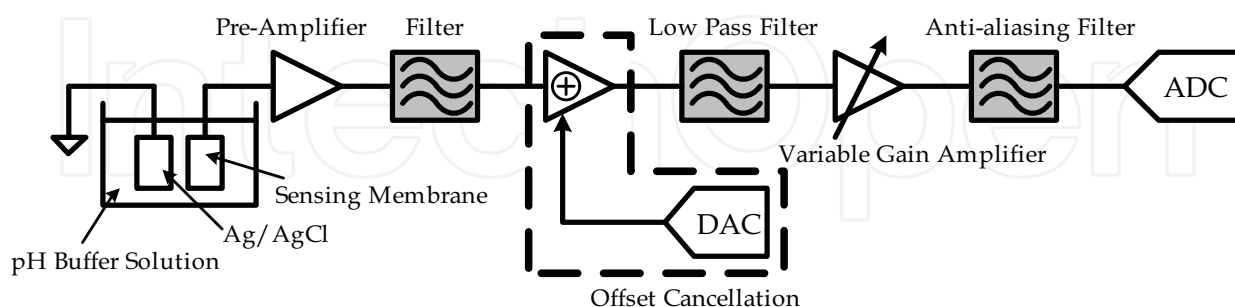 Pre-Amplifier
Filter
Low Pass Filter
Anti-aliasing Filter
ADC
Variable Gain Amplifier
Sensing Membrane
Ag/AgCl
DAC
pH Buffer Solution
Offset Cancellation
IntechOpen